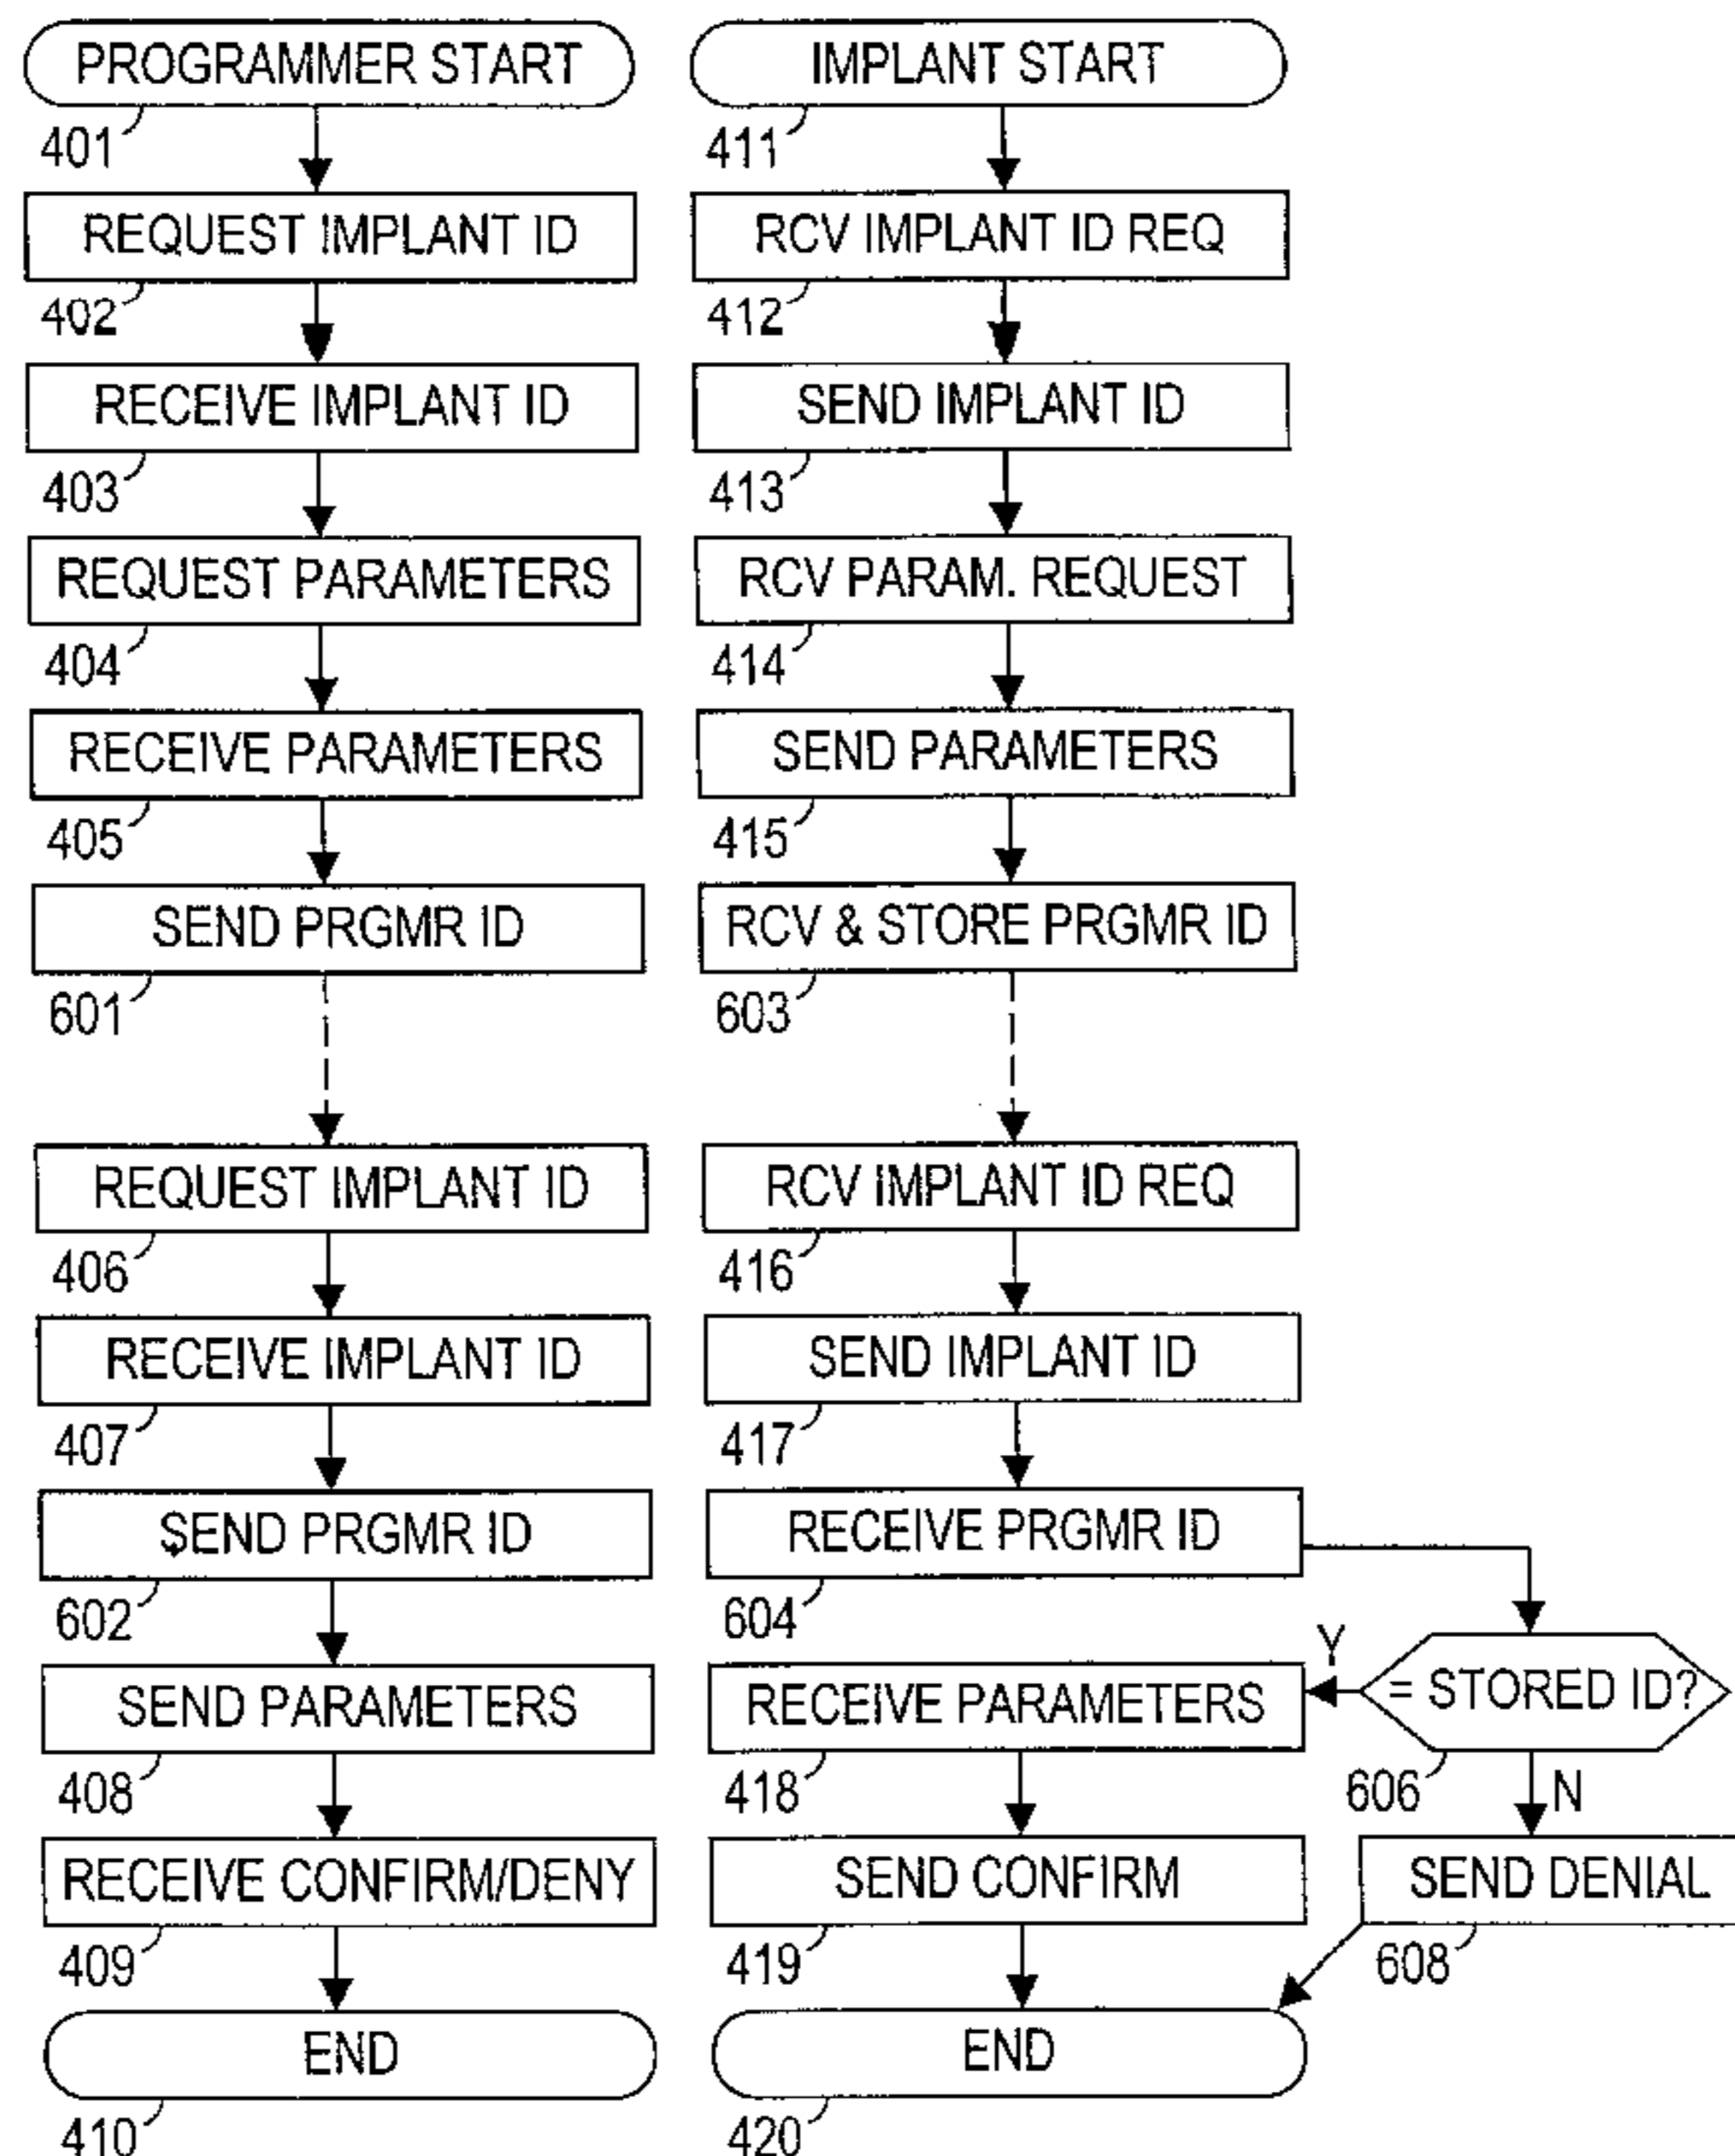 PROGRAMMER START
401
REQUEST IMPLANT ID
402
RECEIVE IMPLANT ID
403
REQUEST PARAMETERS
404
RECEIVE PARAMETERS
405
SEND PRGMR ID
601
REQUEST IMPLANT ID
406
RECEIVE IMPLANT ID
407
SEND PRGMR ID
602
SEND PARAMETERS
408
RECEIVE CONFIRM/DENY
409
END
410
IMPLANT START
411
RCV IMPLANT ID REQ
412
SEND IMPLANT ID
413
RCV PARAM. REQUEST
414
SEND PARAMETERS
415
RCV & STORE PRGMR ID
603
RCV IMPLANT ID REQ
416
SEND IMPLANT ID
417
RECEIVE PRGMR ID
604
RECEIVE PARAMETERS
418
SEND CONFIRM
419
END
420
Y
= STORED ID?
606
N
SEND DENIAL
608